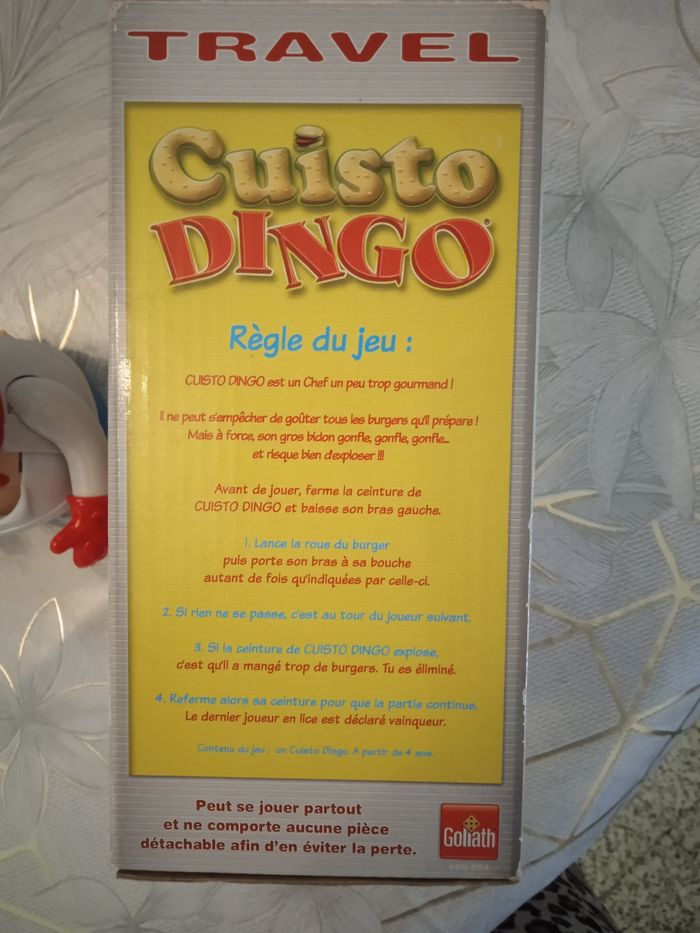 TRAVEL
Cuisto
DINGO®
Règle du jeu :
CUISTO DINGO est un Chef un peu trop gourmand !
Il ne peut s'empêcher de goûter tous les burgers qu'il prépare !
Mais à force, son gros bidon gonfle, gonfle, gonfle...
et risque bien d'exploser !!!
Avant de jouer, ferme la ceinture de
CUISTO DINGO et baisse son bras gauche.
1. Lance la roue du burger
puis porte son bras à sa bouche
autant de fois qu'indiquées par celle-ci.
2. Si rien ne se passe, c'est au tour du joueur suivant.
3. Si la ceinture de CUISTO DINGO explose,
c'est qu'il a mangé trop de burgers. Tu es éliminé.
4. Referme alors sa ceinture pour que la partie continue.
Le dernier joueur en lice est déclaré vainqueur.
Contenu du jeu : un Cuisto Dingo. A partir de 4 ans.
Peut se jouer partout
et ne comporte aucune pièce
détachable afin d'en éviter la perte.
Goliath